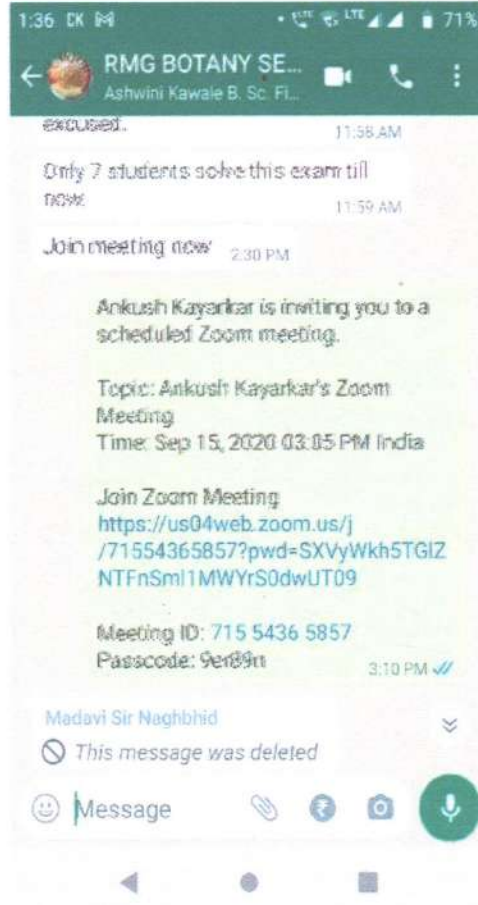 1:36 CK
LTE 71%
RMG BOTANY SE...
Ashwini Kawale B. Sc. Fi...
excused.
11:58 AM
Only 7 students solve this exam till
now.
11:59 AM
Join meeting now 2:30 PM
Ankush Kayarkar is inviting you to a
scheduled Zoom meeting.
Topic: Ankush Kayarkar's Zoom
Meeting
Time: Sep 15, 2020 03:05 PM India
Join Zoom Meeting
https://us04web.zoom.us/j
/71554365857?pwd=SXVyWkh5TGlZ
NTFnSml1MWYrS0dwUT09
Meeting ID: 715 5436 5857
Passcode: 9er89n
3:10 PM
Madavi Sir Naghbhid
This message was deleted
Message